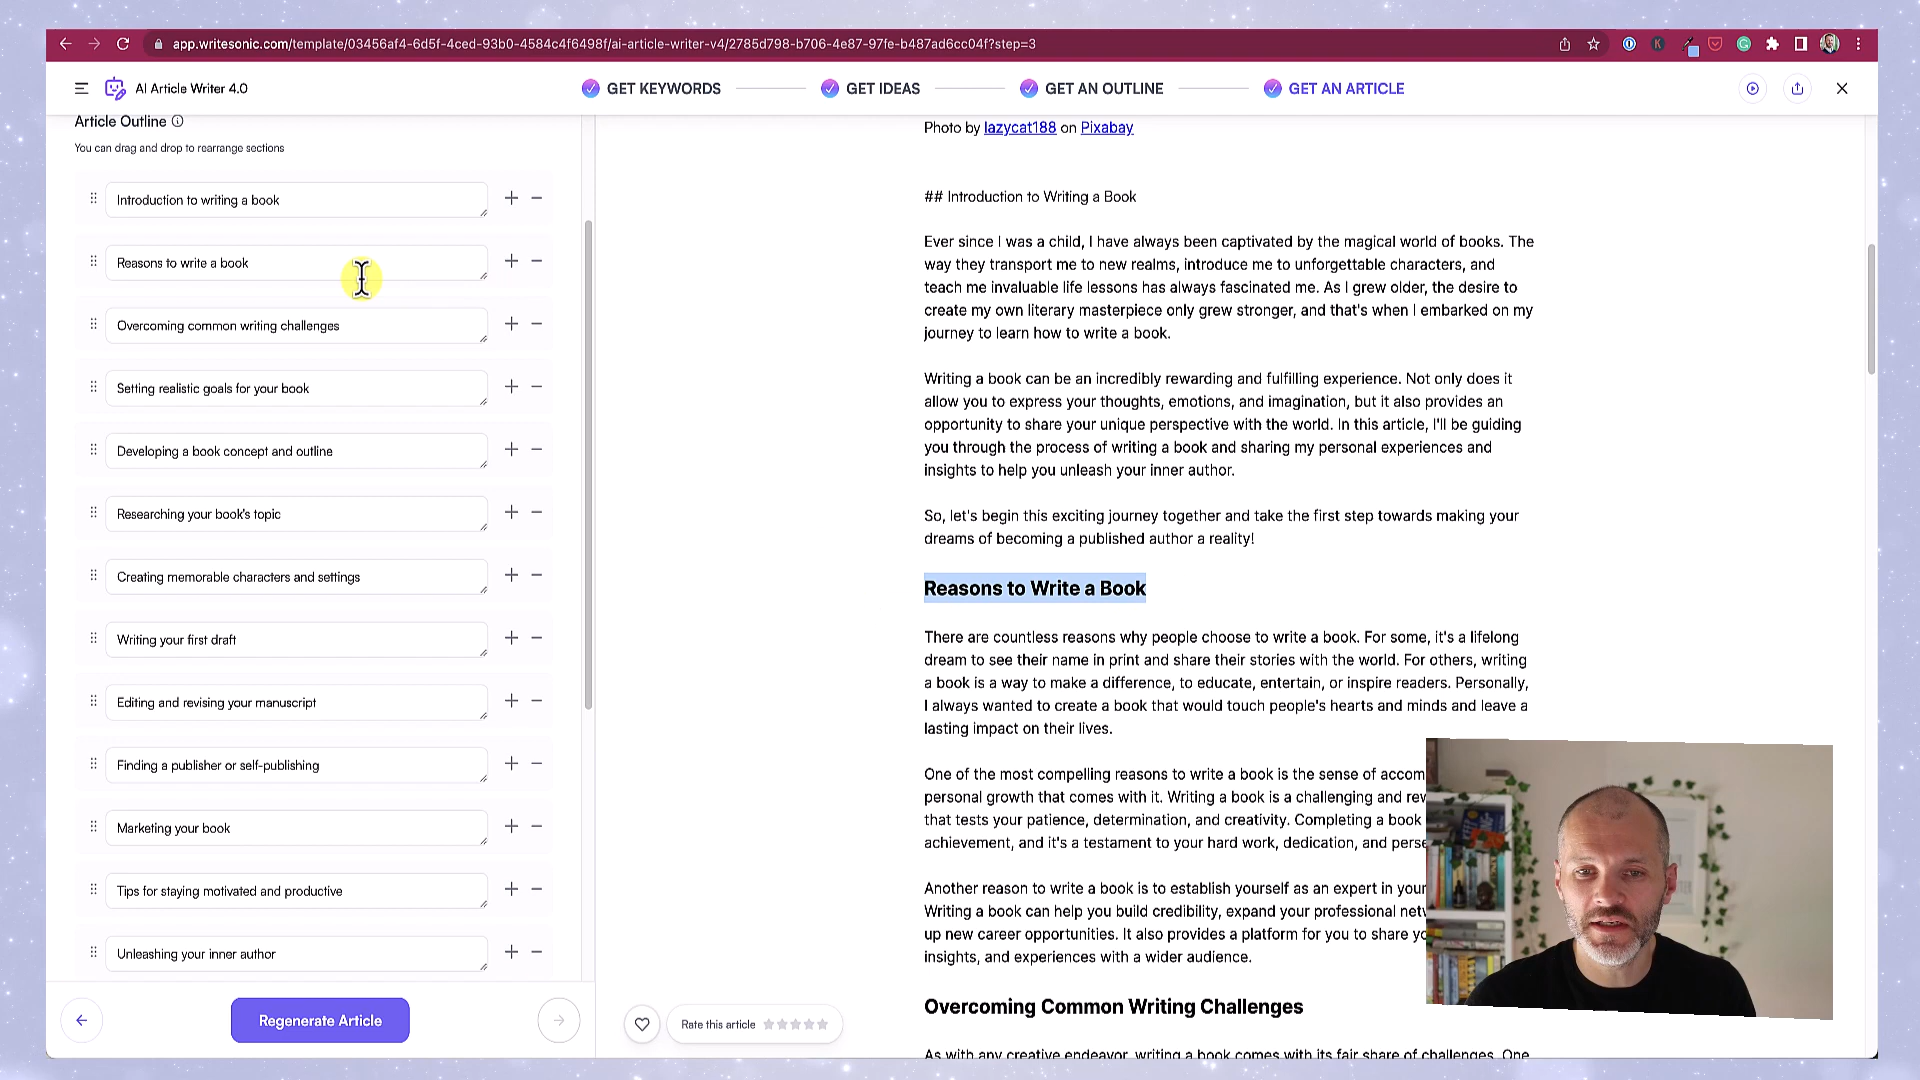 app.writesonic.com/template/03456af4-6d5f-4ced-93b0-4584c4f6498f/ai-article-writer-v4/2785d798-b706-4e87-97fe-b487ad6cc04f?step=3
AI Article Writer 4.0
GET KEYWORDS
GET IDEAS
GET AN OUTLINE
GET AN ARTICLE
Article Outline
You can drag and drop to rearrange sections
Introduction to writing a book
Reasons to write a book
Overcoming common writing challenges
Setting realistic goals for your book
Developing a book concept and outline
Researching your book's topic
Creating memorable characters and settings
Writing your first draft
Editing and revising your manuscript
Finding a publisher or self-publishing
Marketing your book
Tips for staying motivated and productive
Unleashing your inner author
Regenerate Article
Photo by lazycat188 on Pixabay
## Introduction to Writing a Book
Ever since I was a child, I have always been captivated by the magical world of books. The
way they transport me to new realms, introduce me to unforgettable characters, and
teach me invaluable life lessons has always fascinated me. As I grew older, the desire to
create my own literary masterpiece only grew stronger, and that's when I embarked on my
journey to learn how to write a book.
Writing a book can be an incredibly rewarding and fulfilling experience. Not only does it
allow you to express your thoughts, emotions, and imagination, but it also provides an
opportunity to share your unique perspective with the world. In this article, I'll be guiding
you through the process of writing a book and sharing my personal experiences and
insights to help you unleash your inner author.
So, let's begin this exciting journey together and take the first step towards making your
dreams of becoming a published author a reality!
Reasons to Write a Book
There are countless reasons why people choose to write a book. For some, it's a lifelong
dream to see their name in print and share their stories with the world. For others, writing
a book is a way to make a difference, to educate, entertain, or inspire readers. Personally,
I always wanted to create a book that would touch people's hearts and minds and leave a
lasting impact on their lives.
One of the most compelling reasons to write a book is the sense of accom
personal growth that comes with it. Writing a book is a challenging and rev
that tests your patience, determination, and creativity. Completing a book
achievement, and it's a testament to your hard work, dedication, and perse
Another reason to write a book is to establish yourself as an expert in your
Writing a book can help you build credibility, expand your professional net
up new career opportunities. It also provides a platform for you to share yo
insights, and experiences with a wider audience.
Overcoming Common Writing Challenges
As with any creative endeavor, writing a book comes with its fair share of challenges. One
Rate this article